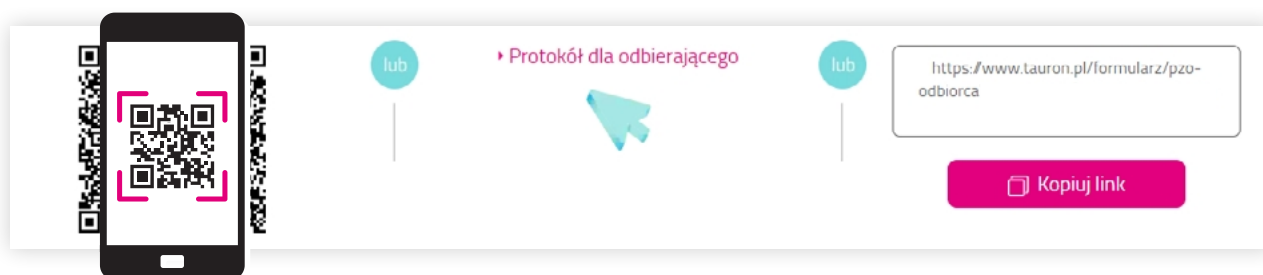 lub
Protokół dla odbierającego
lub
https://www.tauron.pl/formularz/pzo-
odbiorca
Kopiuj link